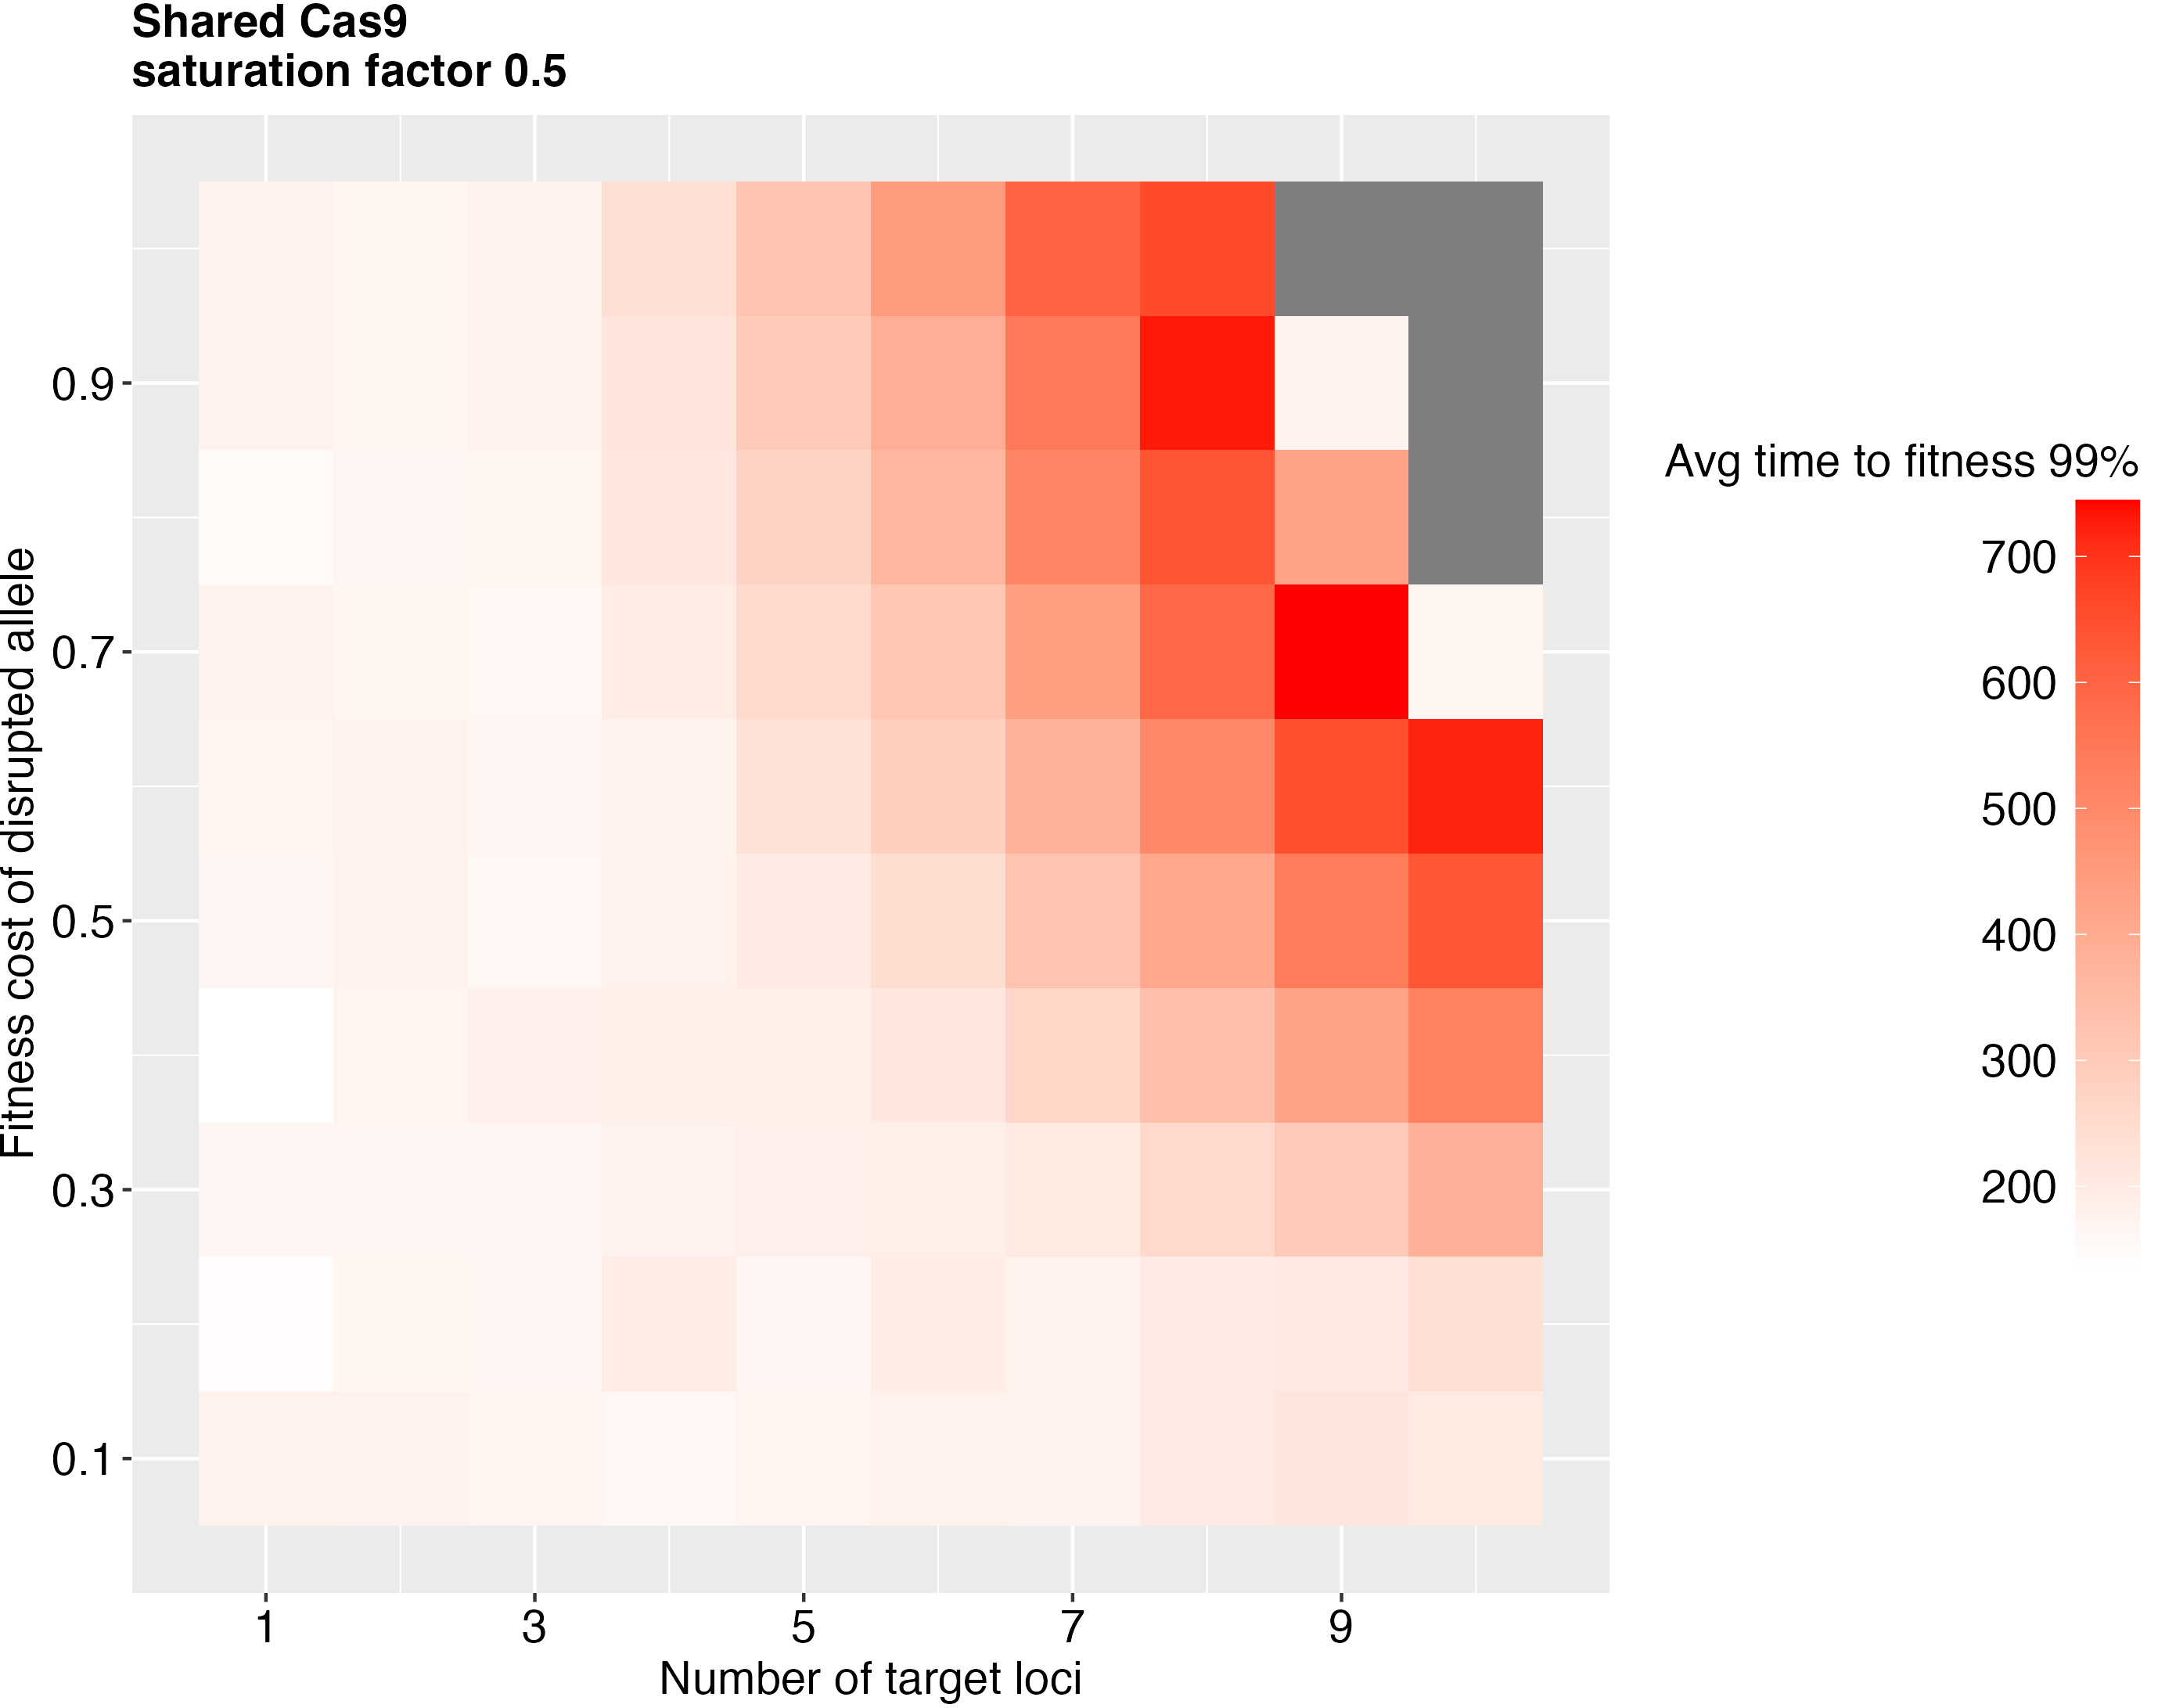 Shared Cas9
saturation factor 0.5
Fitness cost of disrupted allele
0.9
0.7
0.5
0.3
0.1
1 3 5 7 9
Number of target loci
Avg time to fitness 99%
700
600
500
400
300
200